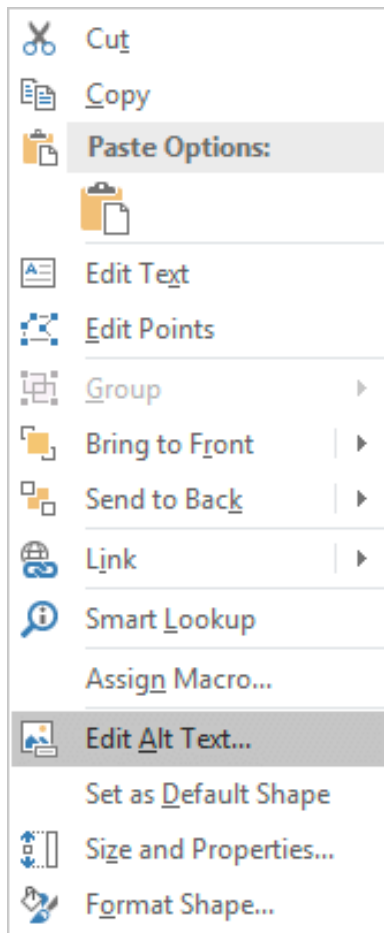 Cut
Copy
Paste Options:
Edit Text
Edit Points
Group
Bring to Front
Send to Back
Link
Smart Lookup
Assign Macro...
Edit Alt Text...
Set as Default Shape
Size and Properties...
Format Shape...